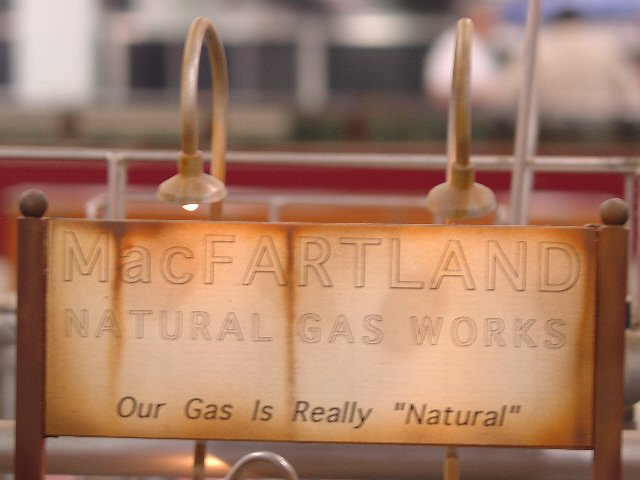 MacFARTLAND
NATURAL GAS WORKS
Our Gas Is Really "Natural"